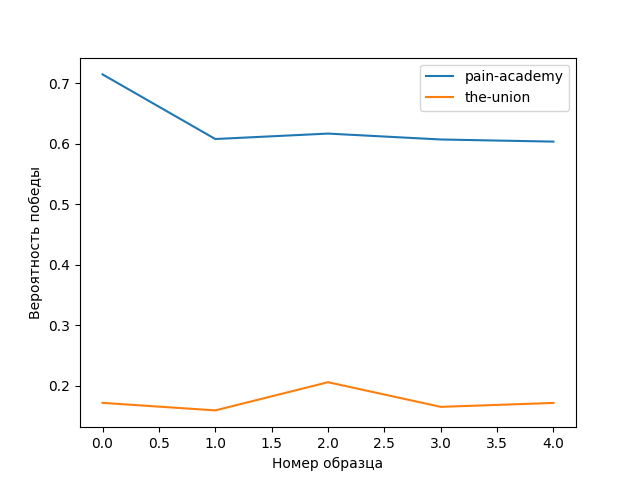 pain-academy
the-union
Вероятность победы
0.7
0.6
0.5
0.4
0.3
0.2
0.0 0.5 1.0 1.5 2.0 2.5 3.0 3.5 4.0
Номер образца